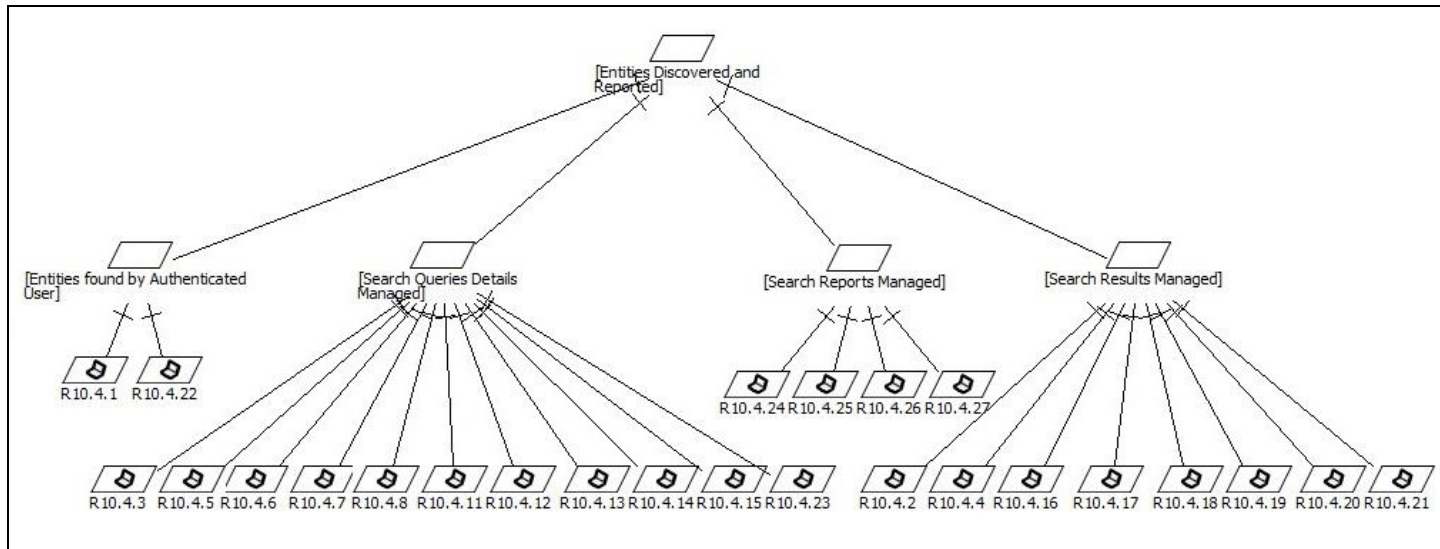 [Entities Discovered and
Reported]
[Entities found by Authenticated
User]
[Search Queries Details
Managed]
[Search Reports Managed]
[Search Results Managed]
R10.4.1
R10.4.22
R10.4.24
R10.4.25
R10.4.26
R10.4.27
R10.4.3
R10.4.5
R10.4.6
R10.4.7
R10.4.8
R10.4.11
R10.4.12
R10.4.13
R10.4.14
R10.4.15
R10.4.23
R10.4.2
R10.4.4
R10.4.16
R10.4.17
R10.4.18
R10.4.19
R10.4.20
R10.4.21